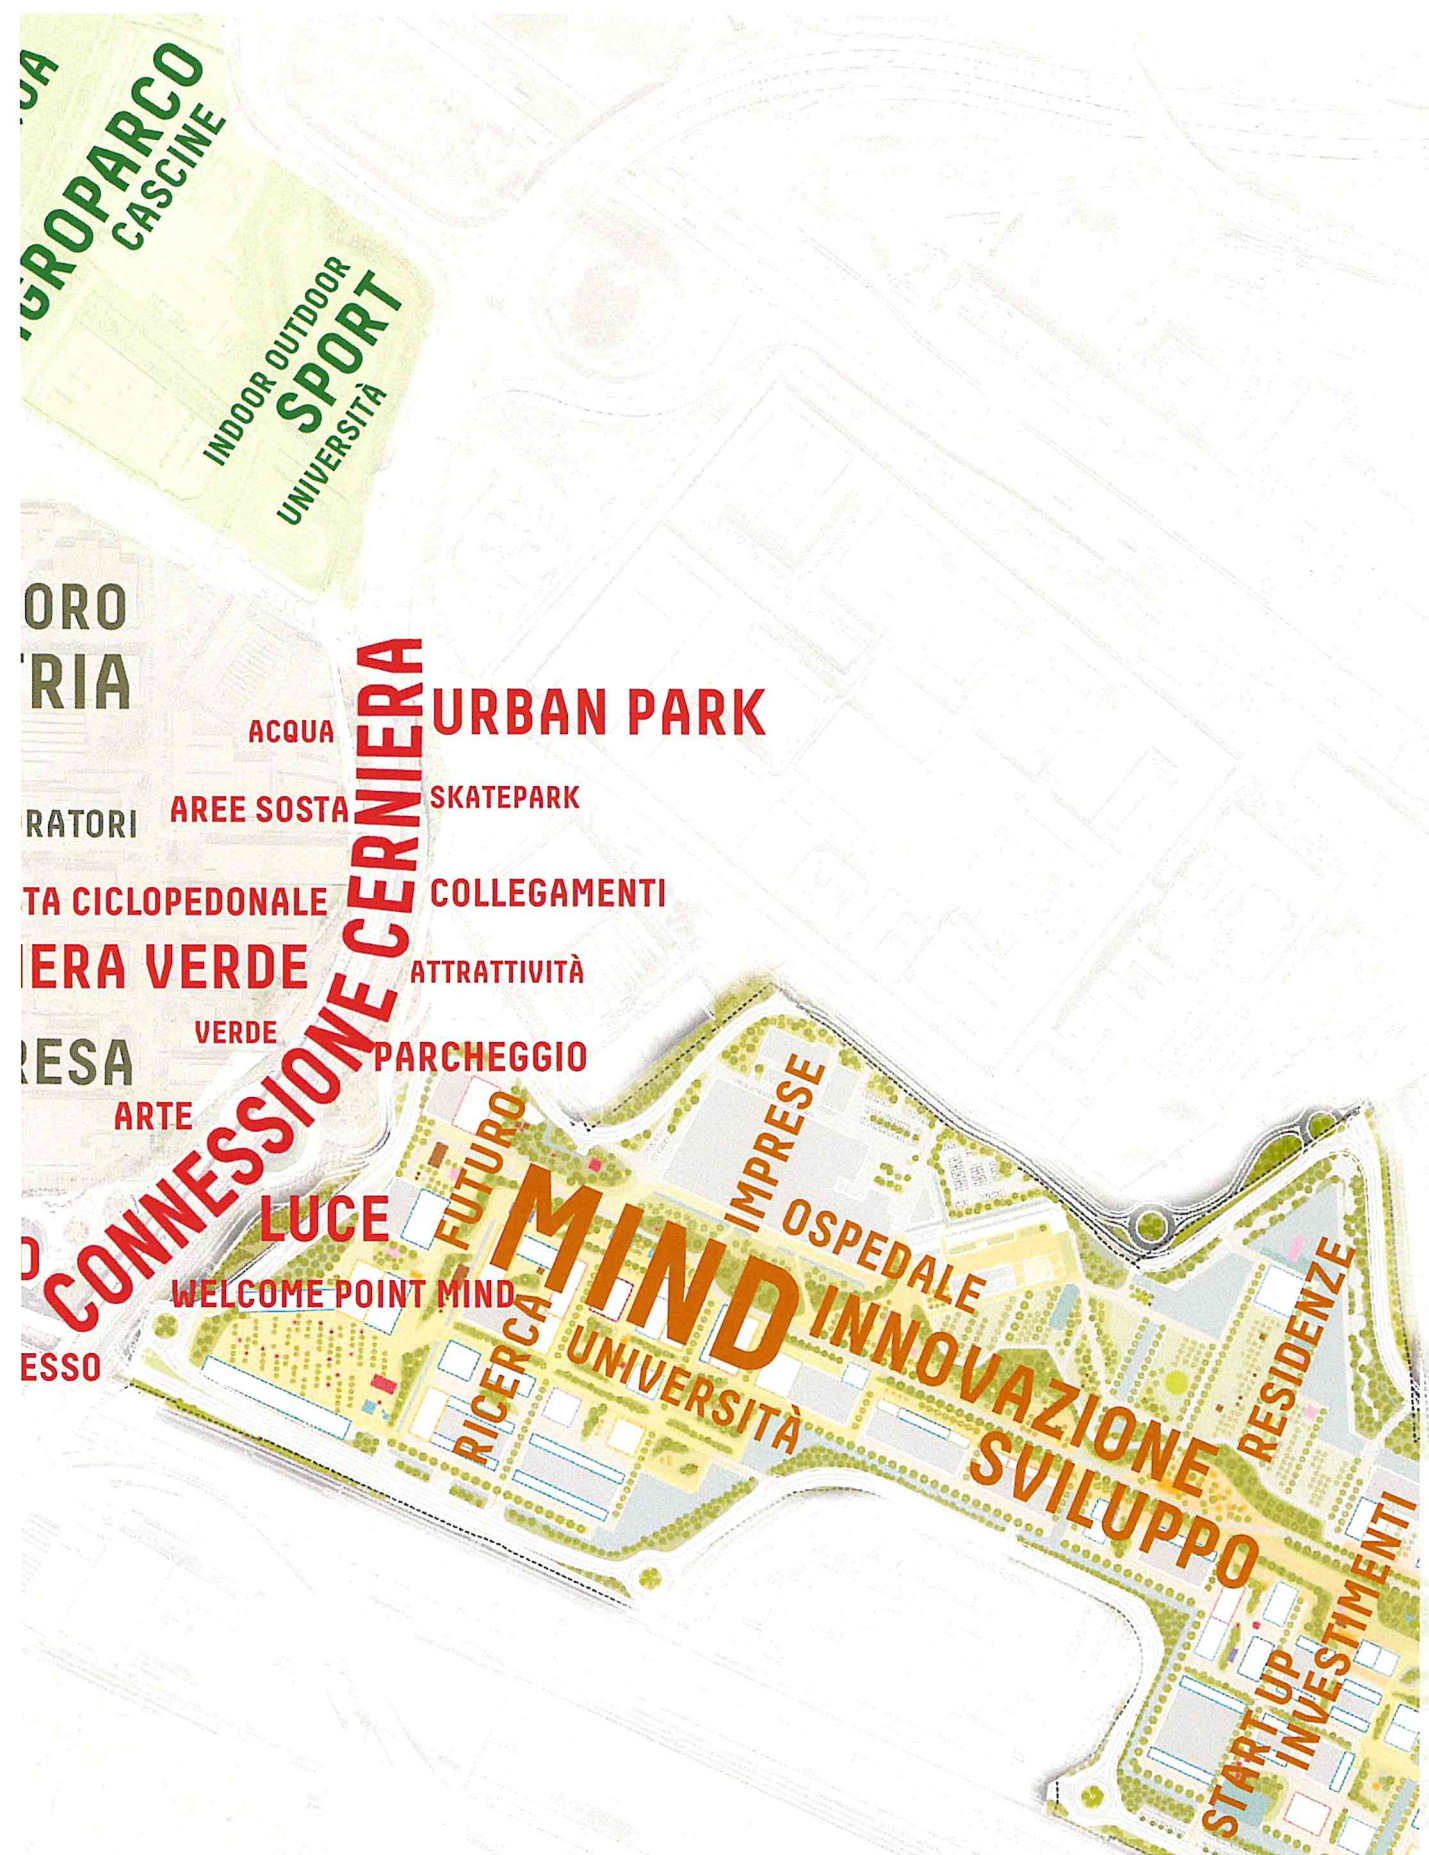 UA
GROPARCO
CASCINE
INDOOR OUTDOOR
SPORT
UNIVERSITÀ
ORO
TRIA
RATORI
TA CICLOPEDONALE
IERA VERDE
RESA
ACQUA
AREE SOSTA
VERDE
ARTE
CONNESSIONE CERNIERA
URBAN PARK
SKATEPARK
COLLEGAMENTI
ATTRATTIVITÀ
PARCHEGGIO
LUCE
WELCOME POINT MIND
O
ESSO
FUTURO
MIND
RICERCA
UNIVERSITÀ
IMPRESE
OSPEDALE
INNOVAZIONE
SVILUPPO
RESIDENZE
START UP
INVESTIMENTI